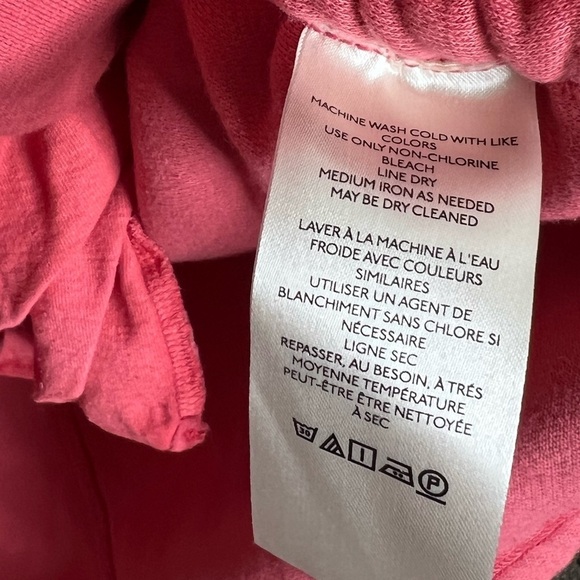 MACHINE WASH COLD WITH LIKE
COLORS
USE ONLY NON-CHLORINE
BLEACH
LINE DRY
MEDIUM IRON AS NEEDED
MAY BE DRY CLEANED
LAVER À LA MACHINE À L'EAU
FROIDE AVEC COULEURS
SIMILAIRES
UTILISER UN AGENT DE
BLANCHIMENT SANS CHLORE SI
NÉCESSAIRE
LIGNE SEC
REPASSER, AU BESOIN, À TRÉS
MOYENNE TEMPÉRATURE
PEUT-ÊTRE ÊTRE NETTOYÉE
À SEC
30 P